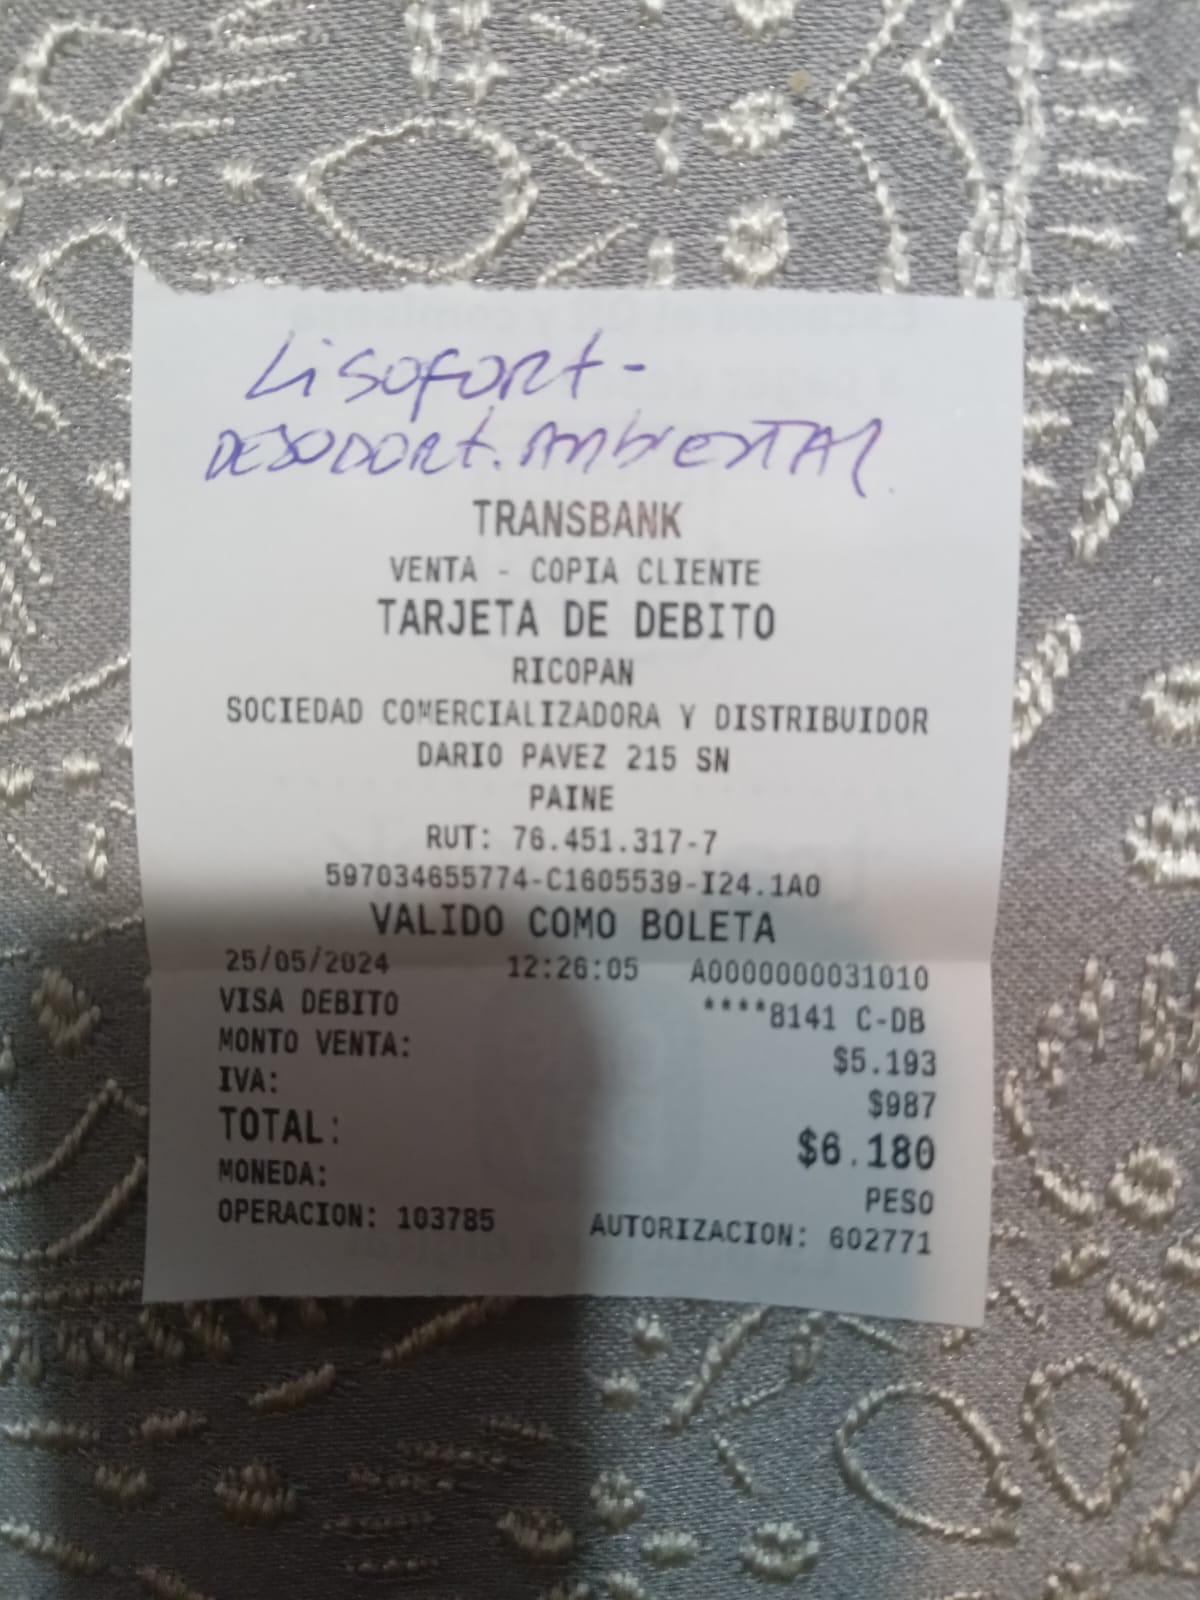 Lisofort -
DESODORt. Ambiental
TRANSBANK
VENTA - COPIA CLIENTE
TARJETA DE DEBITO
RICOPAN
SOCIEDAD COMERCIALIZADORA Y DISTRIBUIDOR
DARIO PAVEZ 215 SN
PAINE
RUT: 76.451.317-7
597034655774-C1605539-I24.1A0
VALIDO COMO BOLETA
25/05/2024 12:26:05 A0000000031010
VISA DEBITO ****8141 C-DB
MONTO VENTA: $5.193
IVA: $987
TOTAL: $6.180
MONEDA: PESO
OPERACION: 103785 AUTORIZACION: 602771